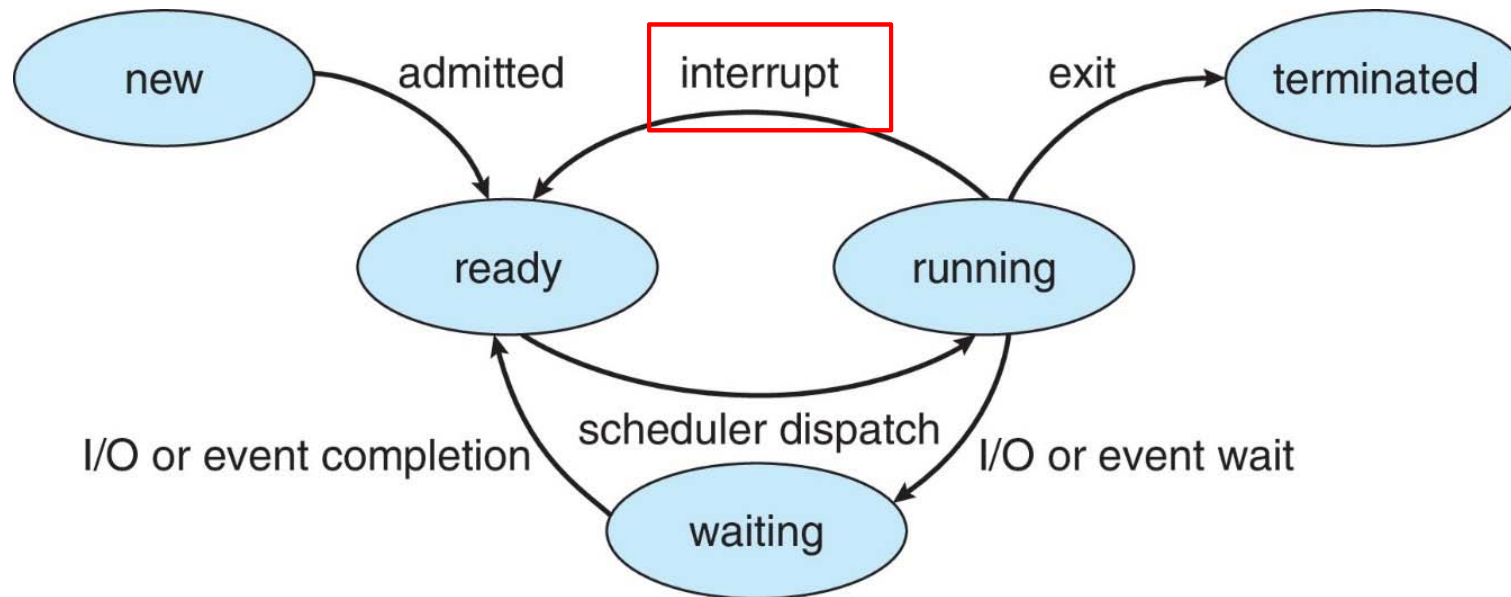 new
admitted
interrupt
exit
terminated
ready
running
I/O or event completion
scheduler dispatch
I/O or event wait
waiting